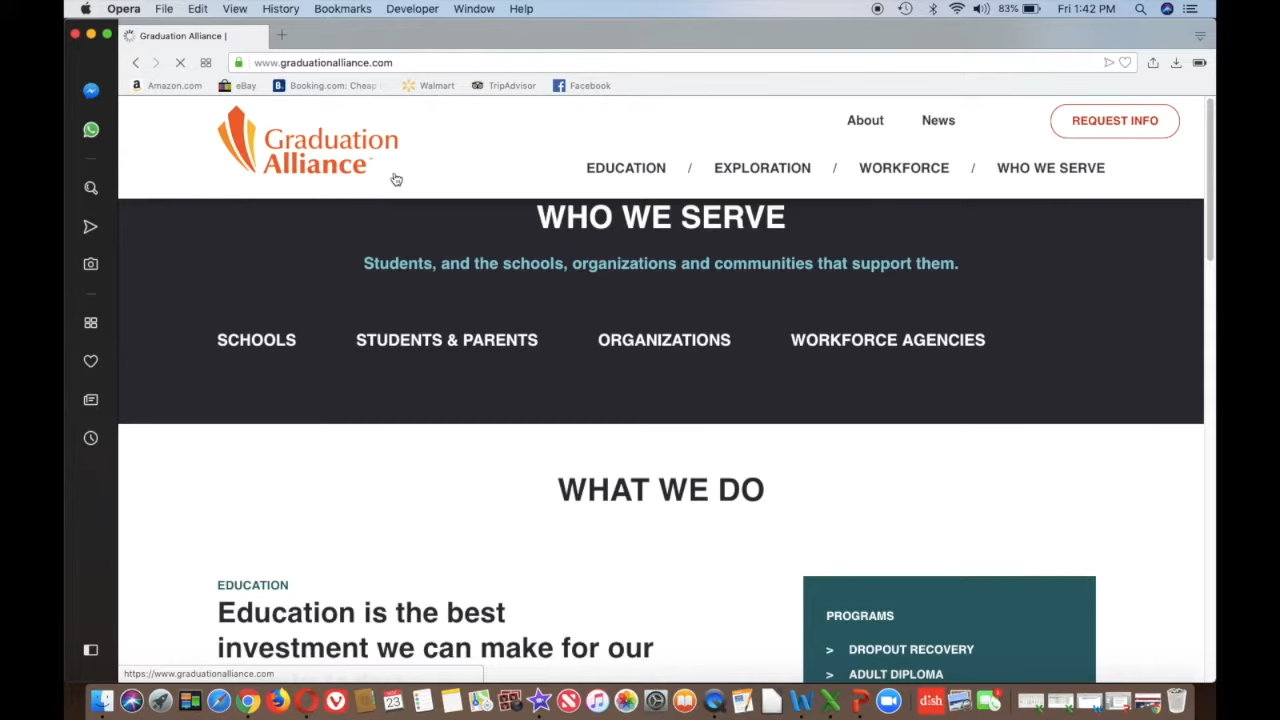 Opera File Edit View History Bookmarks Developer Window Help 83% Fri 1:42 PM
Graduation Alliance |
www.graduationalliance.com
Amazon.com eBay Booking.com: Cheap Walmart TripAdvisor Facebook
Graduation
Alliance
About News REQUEST INFO
EDUCATION / EXPLORATION / WORKFORCE / WHO WE SERVE
WHO WE SERVE
Students, and the schools, organizations and communities that support them.
SCHOOLS STUDENTS & PARENTS ORGANIZATIONS WORKFORCE AGENCIES
WHAT WE DO
EDUCATION
Education is the best
investment we can make for our
PROGRAMS
> DROPOUT RECOVERY
> ADULT DIPLOMA
https://www.graduationalliance.com
23
dish